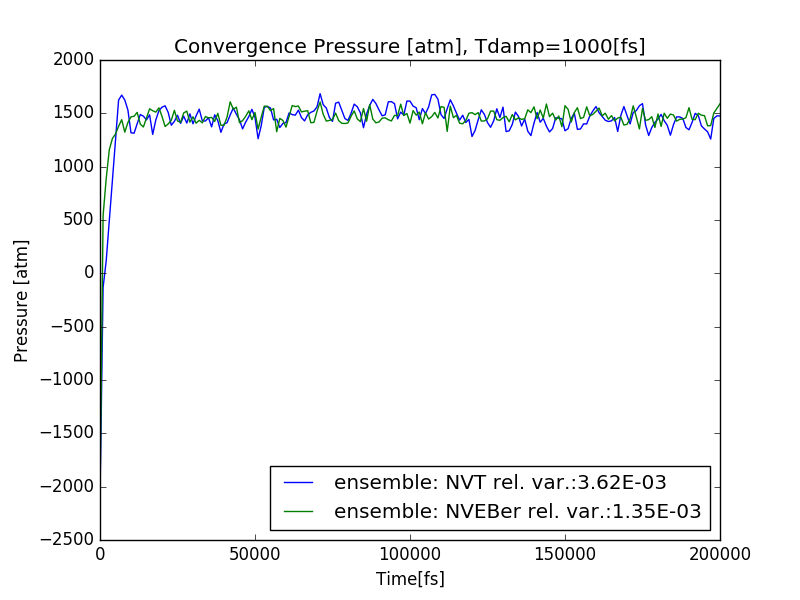 Convergence Pressure [atm], Tdamp=1000[fs]
2000
1500
1000
500
0
−500
−1000
−1500
−2000
−2500
Pressure [atm]
ensemble: NVT rel. var.:3.62E-03
ensemble: NVEBer rel. var.:1.35E-03
0 50000 100000 150000 200000
Time[fs]